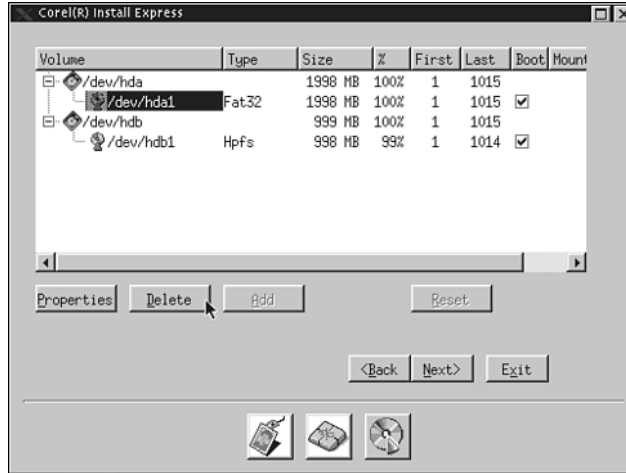 Corel(R) Install Express
Volume Type Size % First Last Boot Moun
/dev/hda 1998 MB 100% 1 1015
/dev/hda1 Fat32 1998 MB 100% 1 1015
/dev/hdb 999 MB 100% 1 1015
/dev/hdb1 Hpfs 998 MB 99% 1 1014
Properties Delete Add Reset
<Back Next> Exit